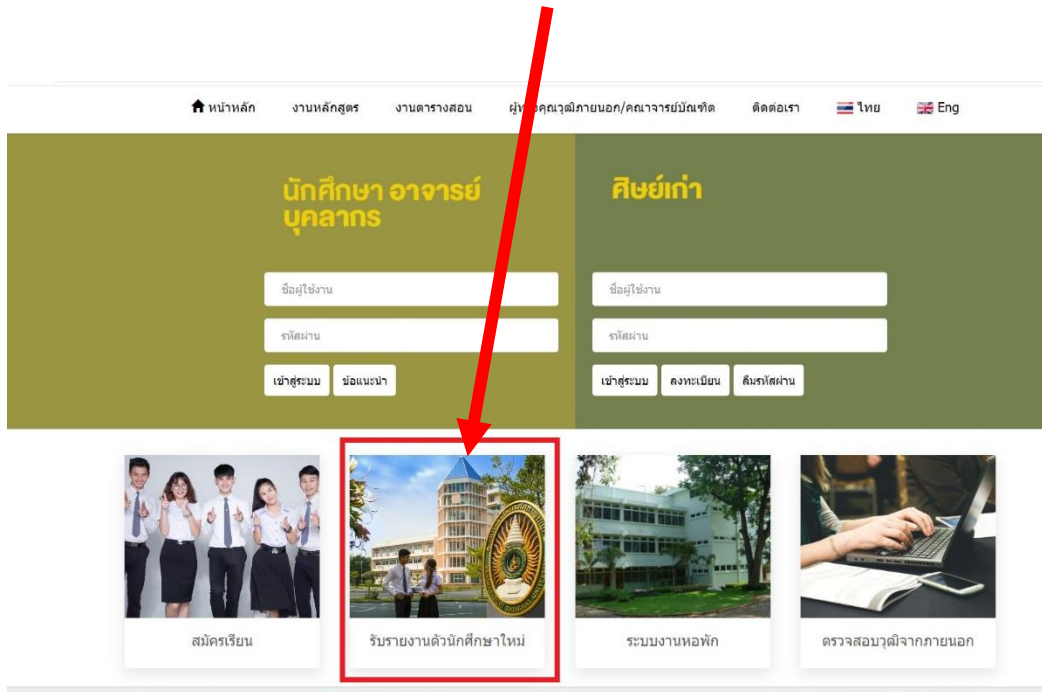 หน้าหลัก งานหลักสูตร งานตารางสอน คุณวุฒิภายนอก/คณาจารย์บัณฑิต ติดต่อเรา ไทย Eng
นักศึกษา อาจารย์
บุคลากร
ศิษย์เก่า
ชื่อผู้ใช้งาน ชื่อผู้ใช้งาน
รหัสผ่าน รหัสผ่าน
เข้าสู่ระบบ ข้อแนะนำ เข้าสู่ระบบ ลงทะเบียน ลืมรหัสผ่าน
สมัครเรียน รับรายงานตัวนักศึกษาใหม่ ระบบงานหอพัก ตรวจสอบวุฒิจากภายนอก